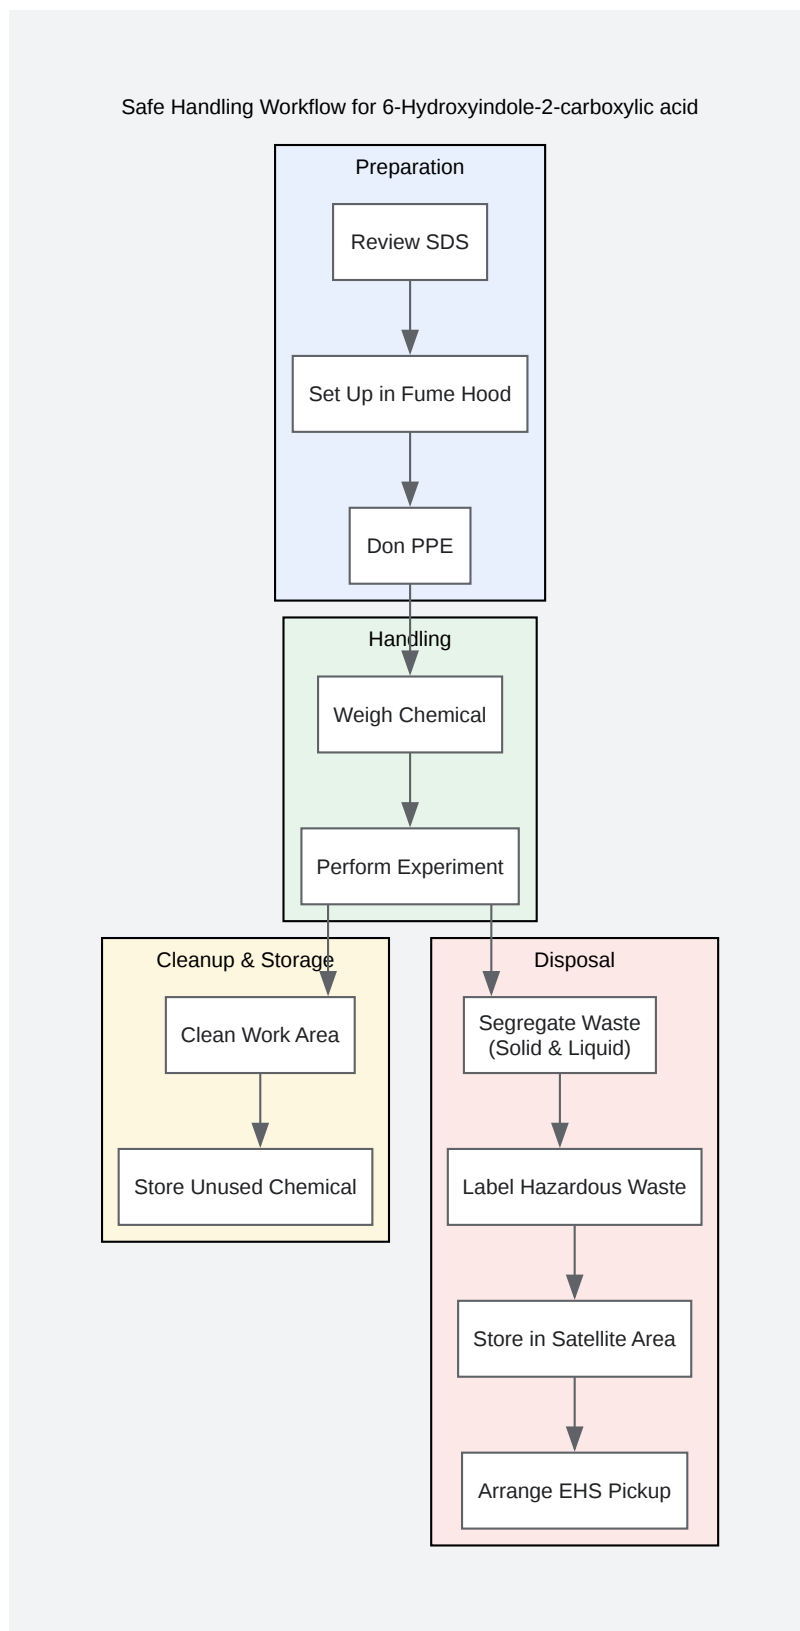 Safe Handling Workflow for 6-Hydroxyindole-2-carboxylic acid
Preparation
Review SDS
Set Up in Fume Hood
Don PPE
Handling
Weigh Chemical
Perform Experiment
Cleanup & Storage
Clean Work Area
Store Unused Chemical
Disposal
Segregate Waste
(Solid & Liquid)
Label Hazardous Waste
Store in Satellite Area
Arrange EHS Pickup